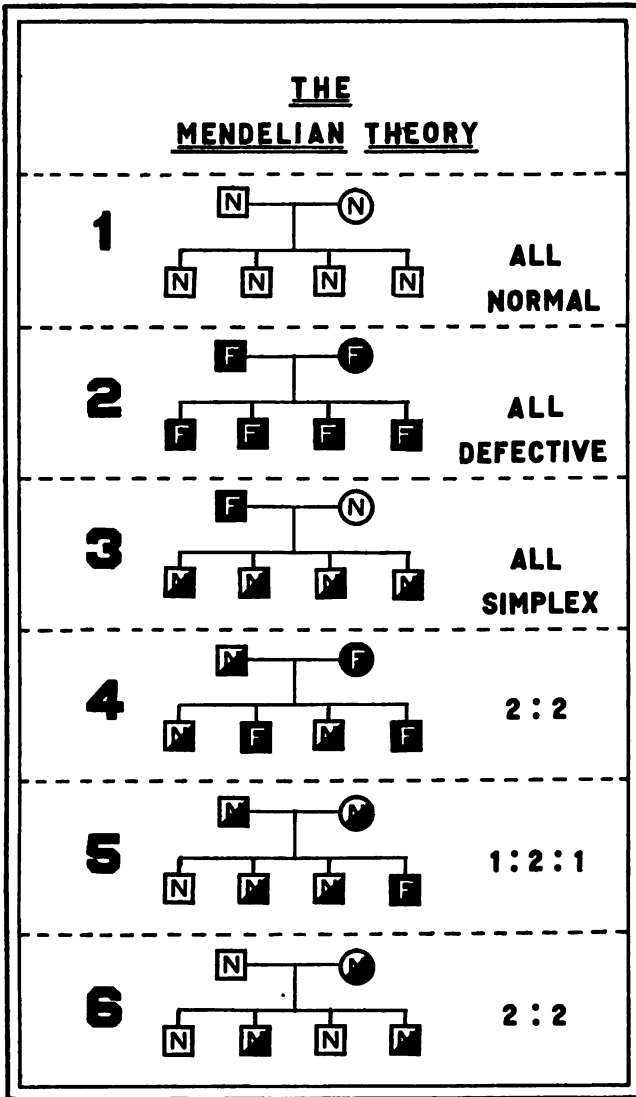 THE
MENDELIAN THEORY
1
N N
N N N N
ALL
NORMAL
2
F F
F F F F
ALL
DEFECTIVE
3
F N
N N N N
ALL
SIMPLEX
4
N F
N F N F
2:2
5
N N
N N N F
1:2:1
6
N N
N N N N
2:2